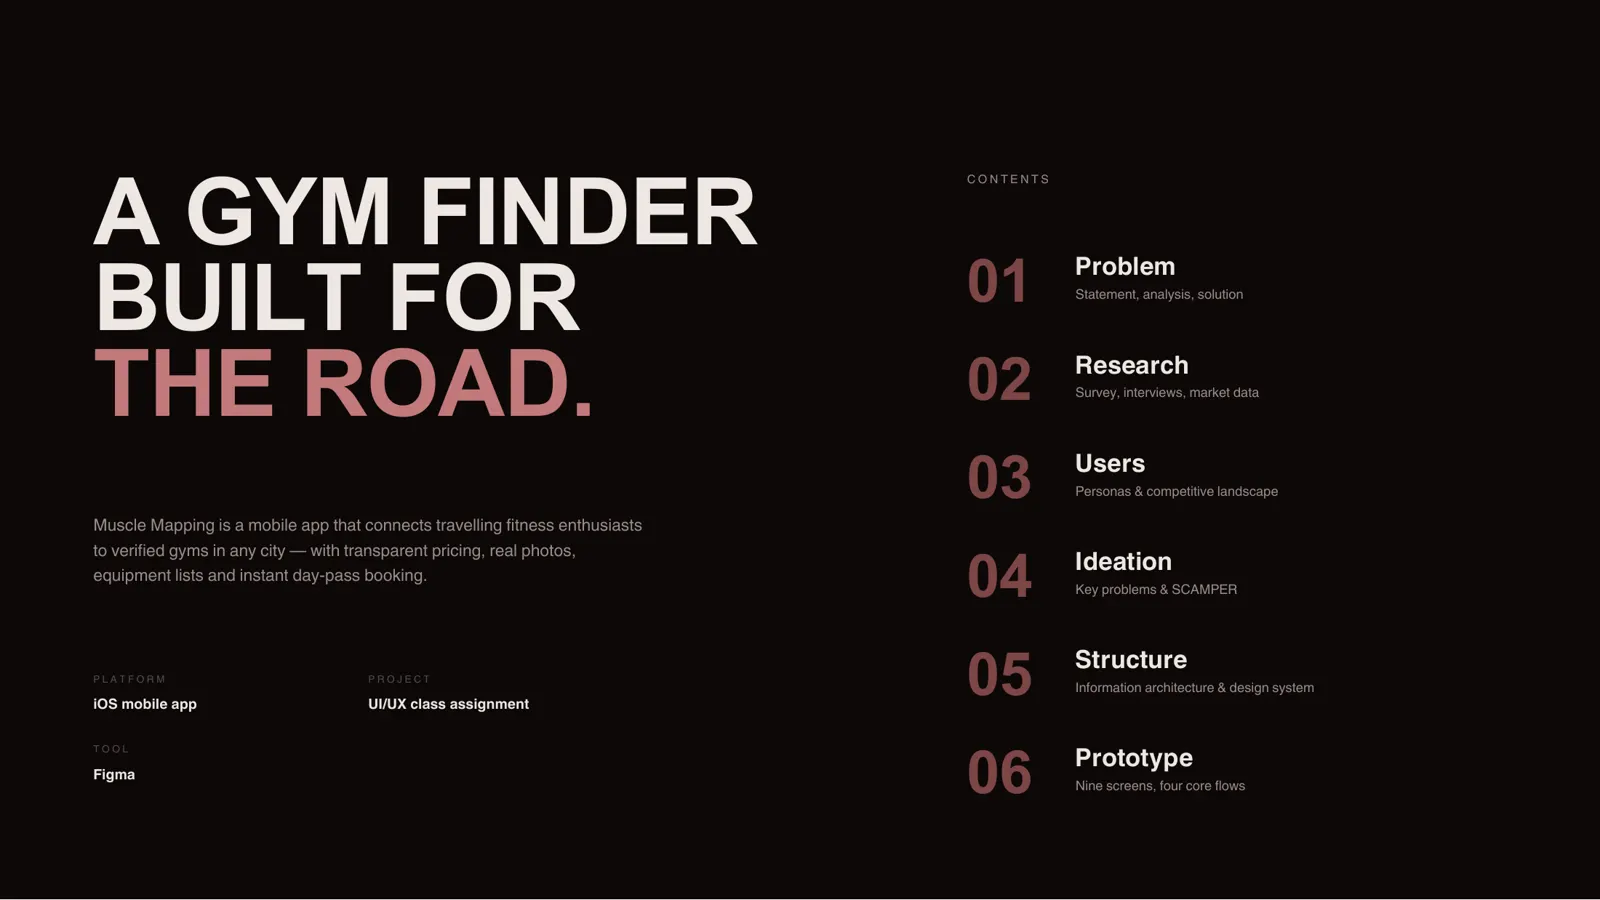 A GYM FINDER
BUILT FOR
THE ROAD.
Muscle Mapping is a mobile app that connects travelling fitness enthusiasts
to verified gyms in any city — with transparent pricing, real photos,
equipment lists and instant day-pass booking.
PLATFORM
iOS mobile app
PROJECT
UI/UX class assignment
TOOL
Figma
CONTENTS
01
Problem
Statement, analysis, solution
02
Research
Survey, interviews, market data
03
Users
Personas & competitive landscape
04
Ideation
Key problems & SCAMPER
05
Structure
Information architecture & design system
06
Prototype
Nine screens, four core flows